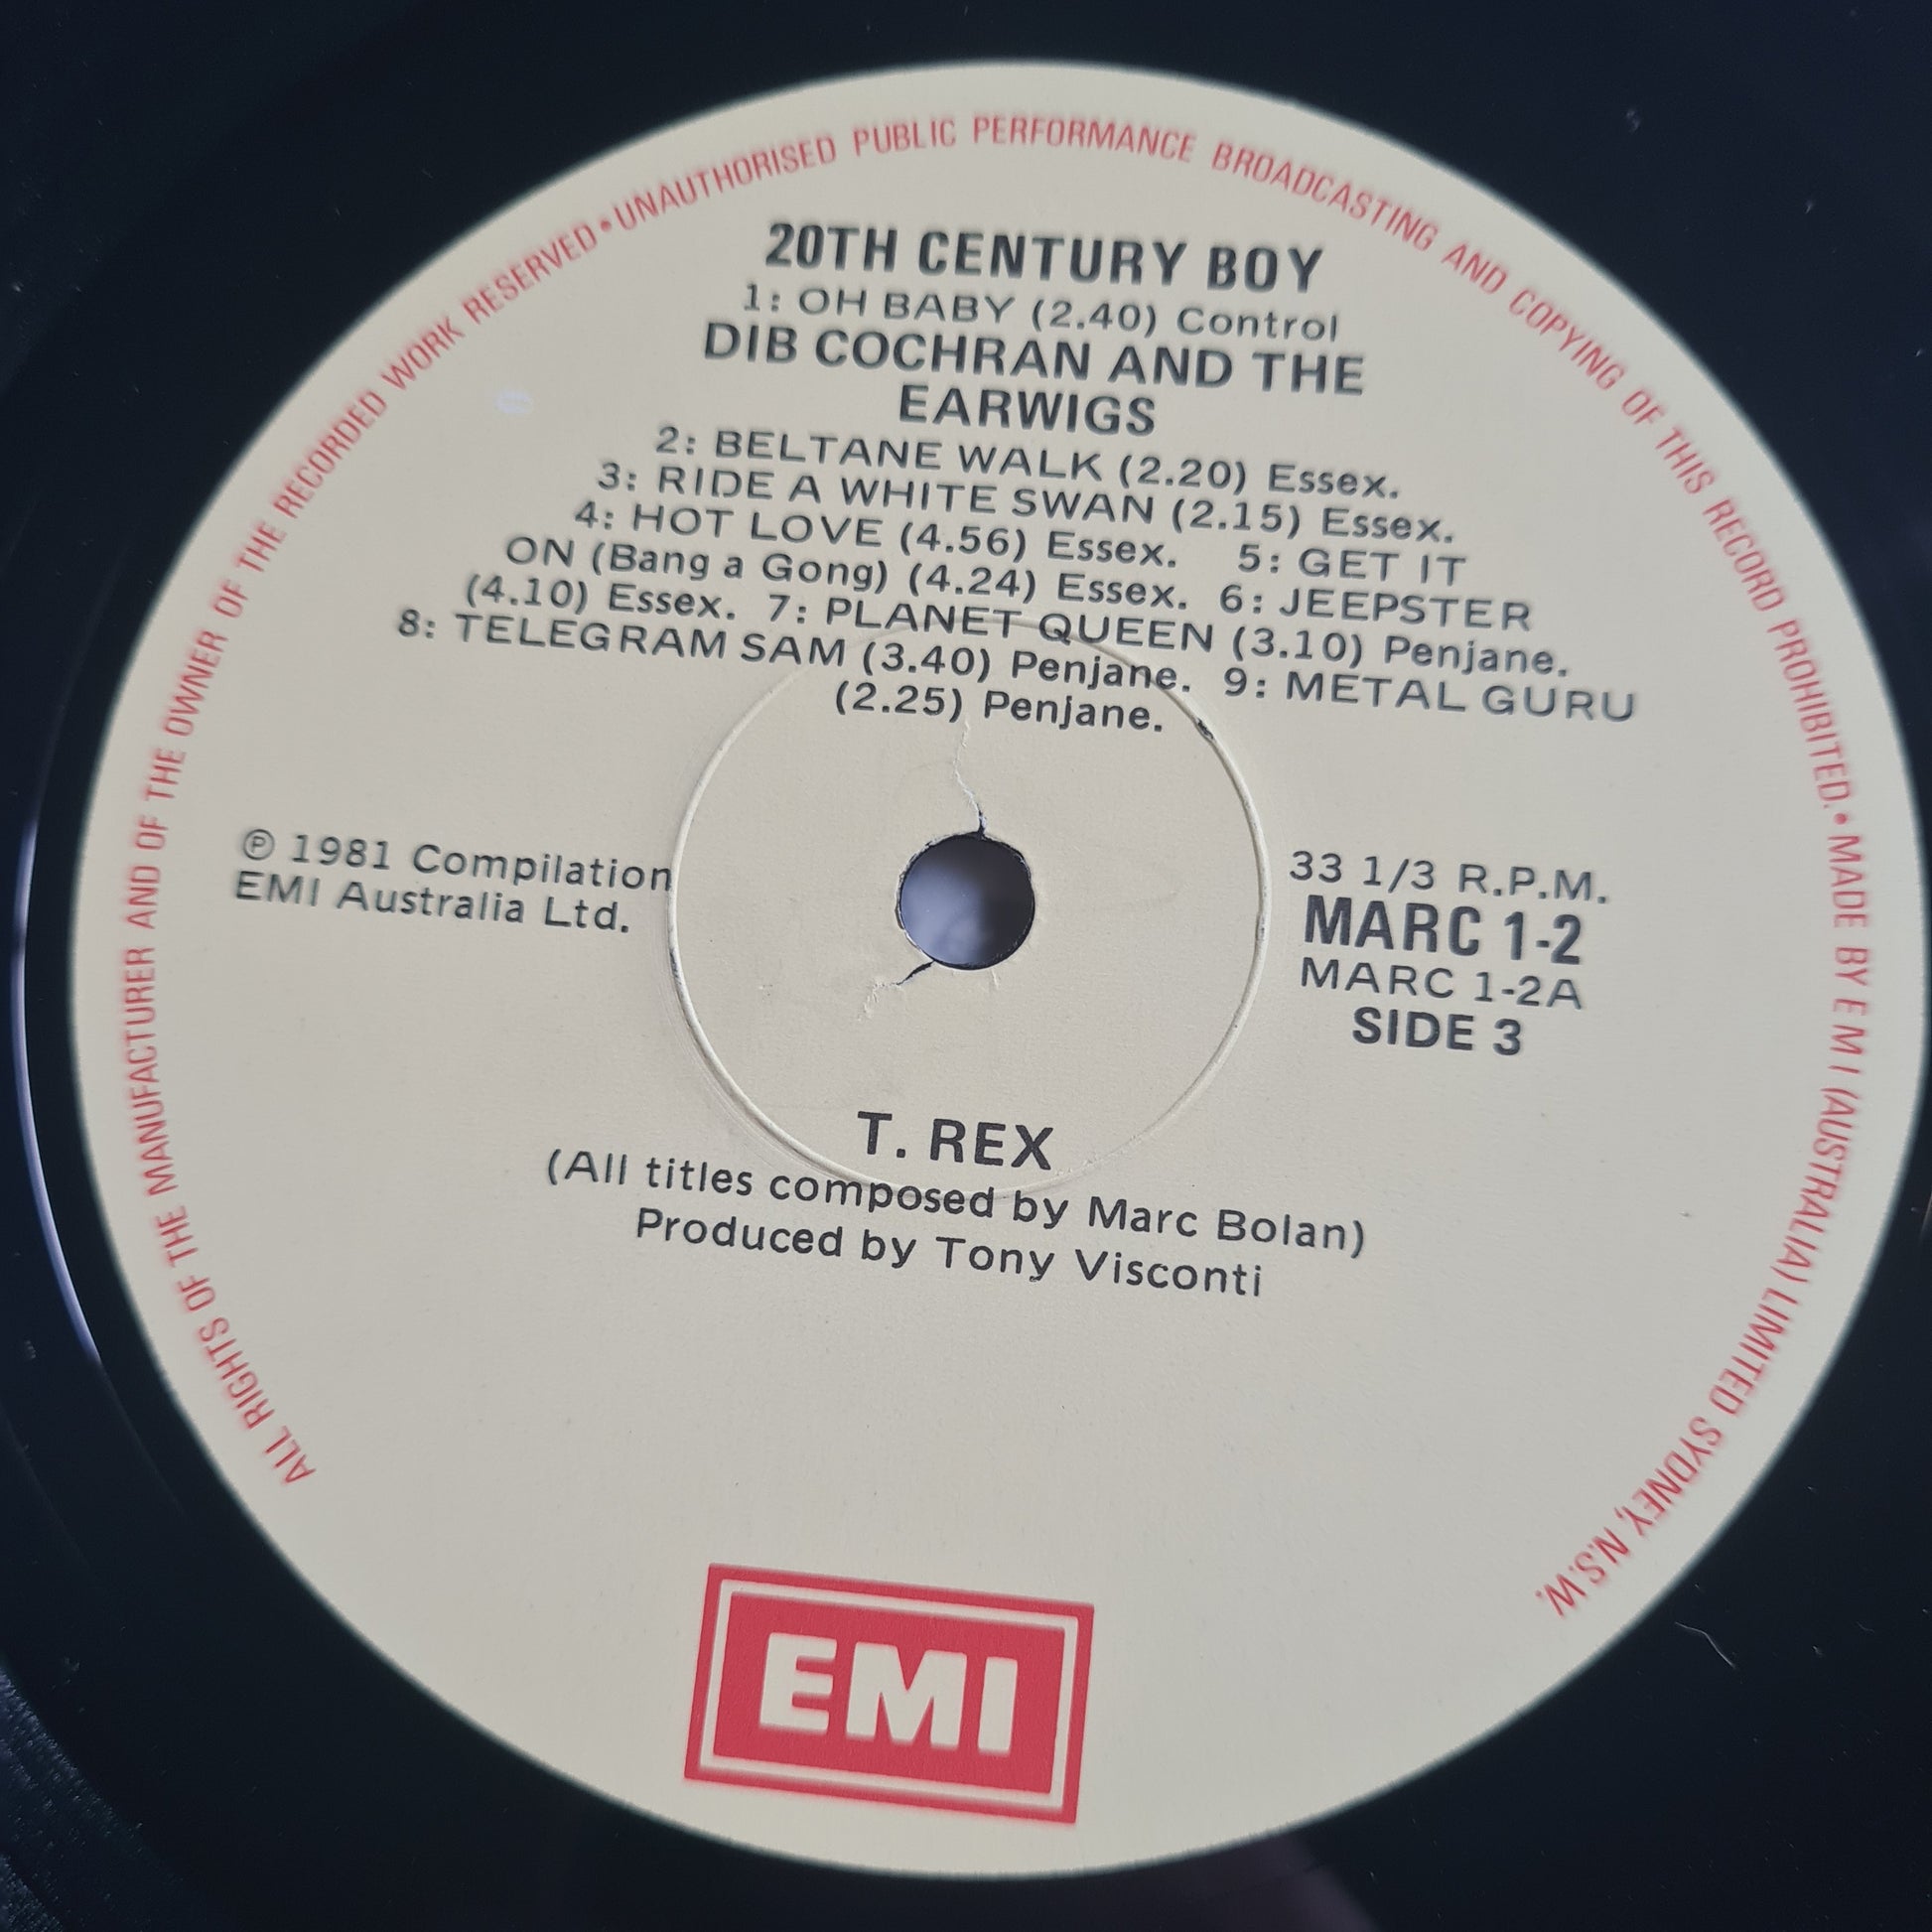 ALL RIGHTS OF THE MANUFACTURER AND OF THE OWNER OF THE RECORDED WORK RESERVED • UNAUTHORISED PUBLIC PERFORMANCE BROADCASTING AND COPYING OF THIS RECORD PROHIBITED. • MADE BY E M I (AUSTRALIA) LIMITED SYDNEY, N.S.W.
20TH CENTURY BOY
1: OH BABY (2.40) Control
DIB COCHRAN AND THE
EARWIGS
2: BELTANE WALK (2.20) Essex.
3: RIDE A WHITE SWAN (2.15) Essex.
4: HOT LOVE (4.56) Essex. 5: GET IT
ON (Bang a Gong) (4.24) Essex. 6: JEEPSTER
(4.10) Essex. 7: PLANET QUEEN (3.10) Penjane.
8: TELEGRAM SAM (3.40) Penjane. 9: METAL GURU
(2.25) Penjane.
℗ 1981 Compilation
EMI Australia Ltd.
33 1/3 R.P.M.
MARC 1-2
MARC 1-2A
SIDE 3
T. REX
(All titles composed by Marc Bolan)
Produced by Tony Visconti
EMI